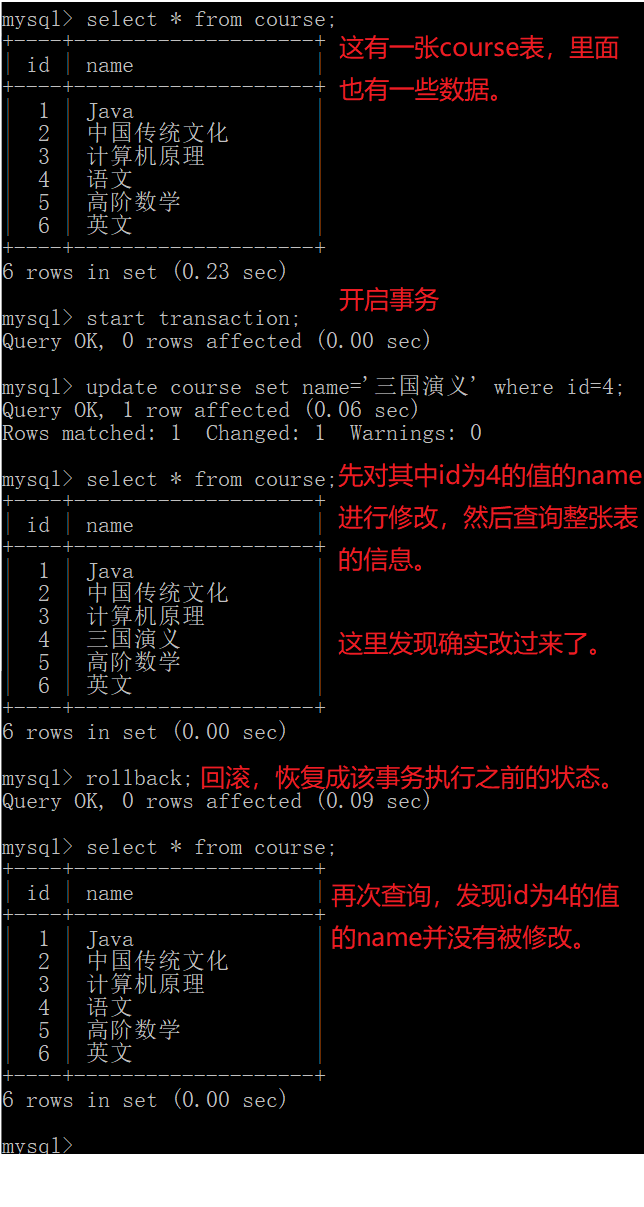 mysql> select * from course;
+----+--------------------+
| id | name               |
+----+--------------------+
| 1 | Java |
| 2 | 中国传统文化 |
| 3 | 计算机原理 |
| 4 | 语文 |
| 5 | 高阶数学 |
| 6 | 英文 |
+----+--------------------+
6 rows in set (0.23 sec)
这有一张course表，里面
也有一些数据。
开启事务
mysql> start transaction;
Query OK, 0 rows affected (0.00 sec)
mysql> update course set name='三国演义' where id=4;
Query OK, 1 row affected (0.06 sec)
Rows matched: 1  Changed: 1  Warnings: 0
mysql> select * from course;
+----+--------------------+
| id | name               |
+----+--------------------+
| 1 | Java |
| 2 | 中国传统文化 |
| 3 | 计算机原理 |
| 4 | 三国演义 |
| 5 | 高阶数学 |
| 6 | 英文 |
+----+--------------------+
6 rows in set (0.00 sec)
先对其中id为4的值的name
进行修改，然后查询整张表
的信息。
这里发现确实改过来了。
mysql> rollback; 回滚，恢复成该事务执行之前的状态。
Query OK, 0 rows affected (0.09 sec)
mysql> select * from course;
+----+--------------------+
| id | name               |
+----+--------------------+
| 1 | Java |
| 2 | 中国传统文化 |
| 3 | 计算机原理 |
| 4 | 语文 |
| 5 | 高阶数学 |
| 6 | 英文 |
+----+--------------------+
6 rows in set (0.00 sec)
再次查询，发现id为4的值
的name并没有被修改。
mysql>